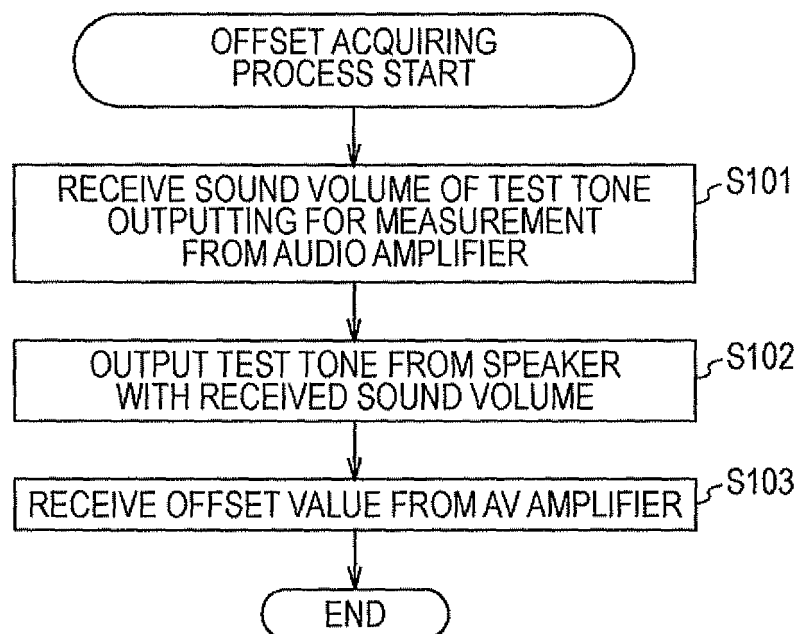 OFFSET ACQUIRING
PROCESS START
RECEIVE SOUND VOLUME OF TEST TONE
OUTPUTTING FOR MEASUREMENT
FROM AUDIO AMPLIFIER
S101
OUTPUT TEST TONE FROM SPEAKER
WITH RECEIVED SOUND VOLUME
S102
RECEIVE OFFSET VALUE FROM AV AMPLIFIER
S103
END